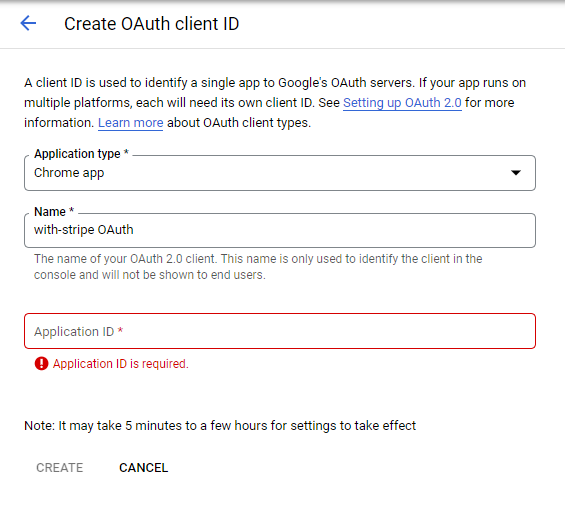 Create OAuth client ID
A client ID is used to identify a single app to Google's OAuth servers. If your app runs on
multiple platforms, each will need its own client ID. See Setting up OAuth 2.0 for more
information. Learn more about OAuth client types.
Application type *
Chrome app
Name *
with-stripe OAuth
The name of your OAuth 2.0 client. This name is only used to identify the client in the
console and will not be shown to end users.
Application ID *
Application ID is required.
Note: It may take 5 minutes to a few hours for settings to take effect
CREATE CANCEL